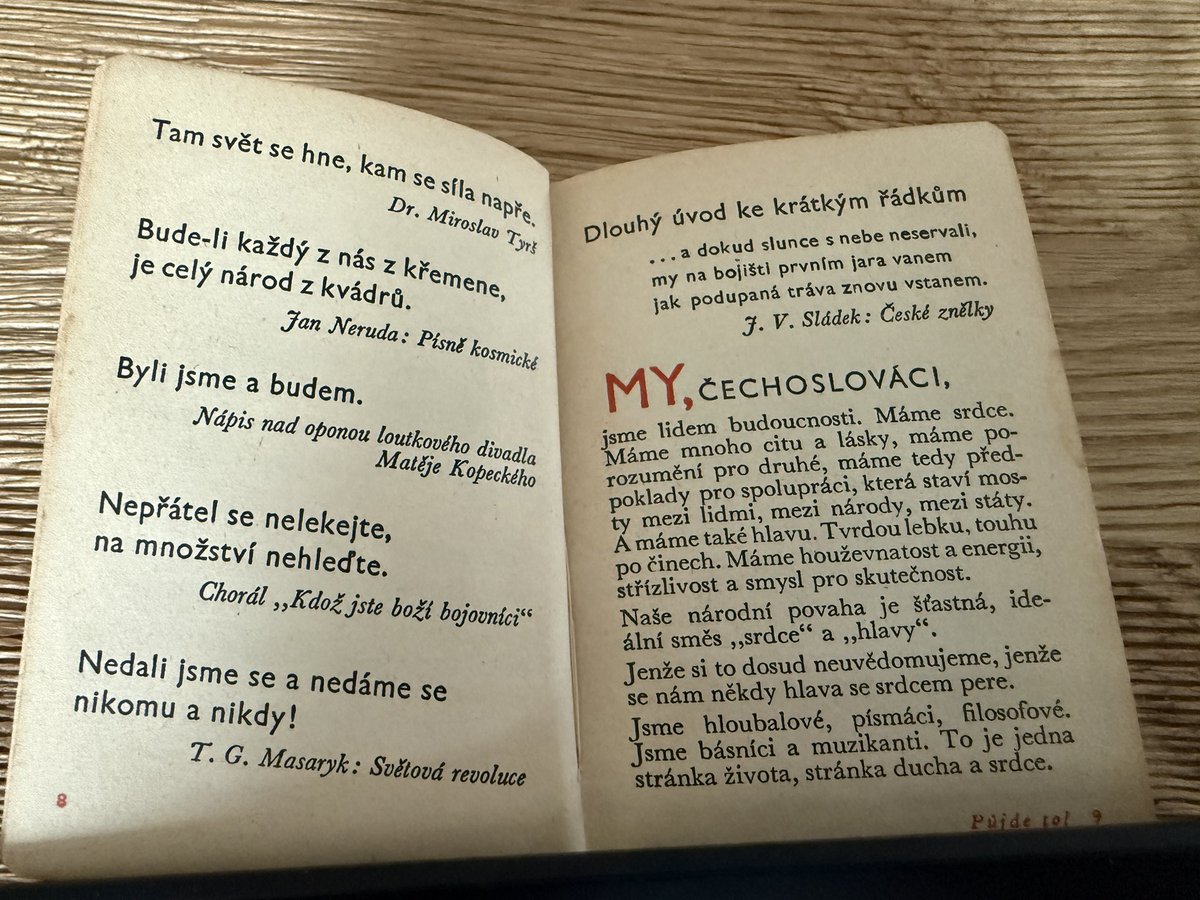 Tam svět se hne, kam se síla napře.
Dr. Miroslav Tyrš
Bude-li každý z nás z křemene,
je celý národ z kvádrů.
Jan Neruda: Písně kosmické
Byli jsme a budem.
Nápis nad oponou loutkového divadla
Matěje Kopeckého
Nepřátel se nelekejte,
na množství nehleďte.
Chorál ,,Kdož jste boží bojovníci“
Nedali jsme se a nedáme se
nikomu a nikdy!
T. G. Masaryk: Světová revoluce
8
Dlouhý úvod ke krátkým řádkům
...a dokud slunce s nebe neservali,
my na bojišti prvním jara vanem
jak podupaná tráva znovu vstanem.
J. V. Sládek: České znělky
MY, ČECHOSLOVÁCI,
jsme lidem budoucnosti. Máme srdce.
Máme mnoho citu a lásky, máme po-
rozumění pro druhé, máme tedy před-
poklady pro spolupráci, která staví mos-
ty mezi lidmi, mezi národy, mezi státy.
A máme také hlavu. Tvrdou lebku, touhu
po činech. Máme houževnatost a energii,
střízlivost a smysl pro skutečnost.
Naše národní povaha je šťastná, ide-
ální směs ,,srdce“ a ,,hlavy“.
Jenže si to dosud neuvědomujeme, jenže
se nám někdy hlava se srdcem pere.
Jsme hloubalové, písmáci, filosofové.
Jsme básníci a muzikanti. To je jedna
stránka života, stránka ducha a srdce.
Půjde to! 9